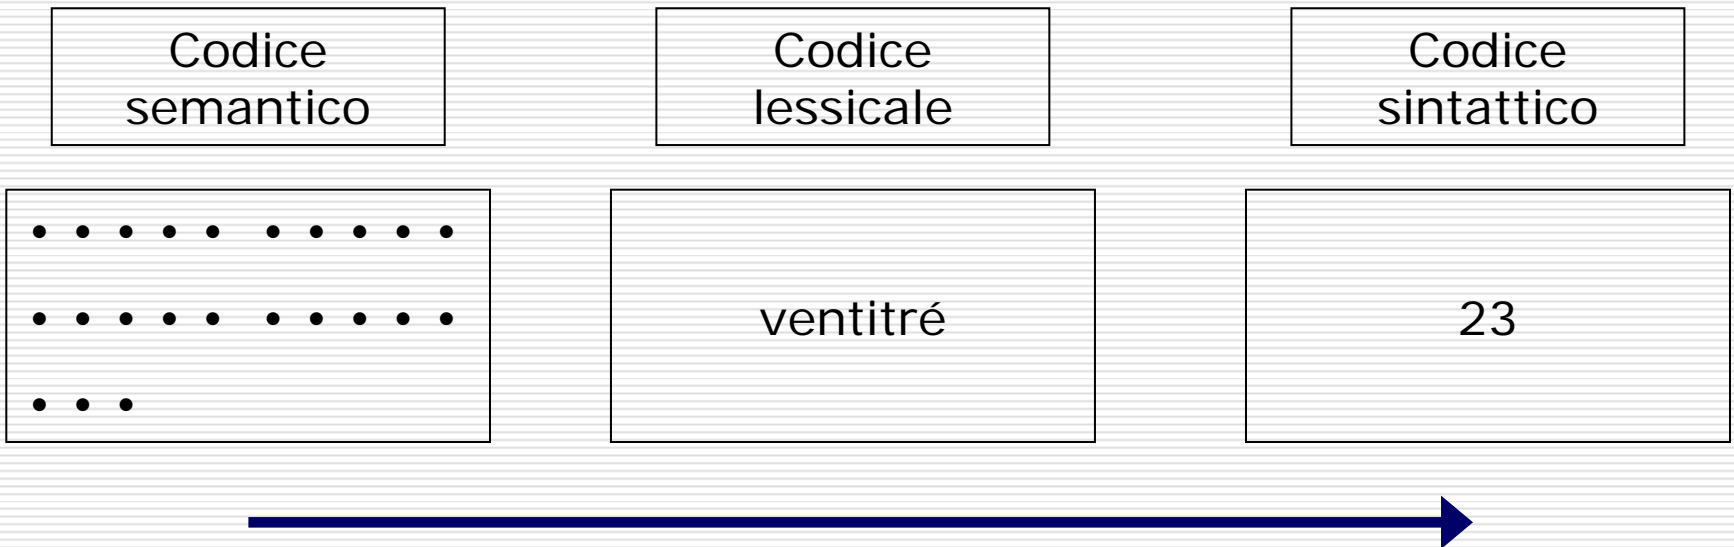 Codice
semantico
Codice
lessicale
Codice
sintattico
ventitré
23